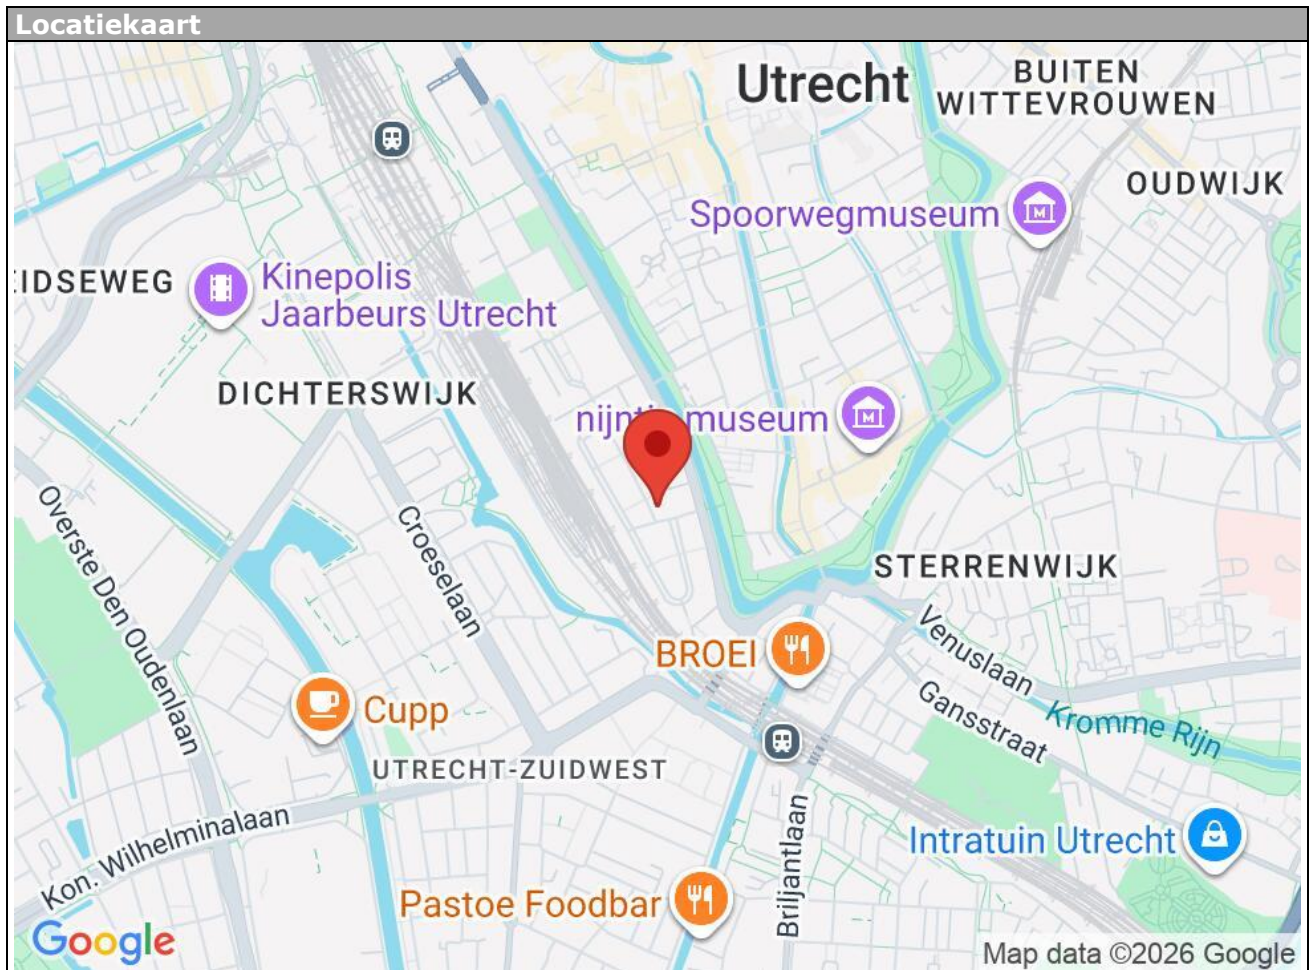 Locatiekaart
Utrecht
BUITEN
WITTEVROUWEN
OUDWIJK
Spoorwegmuseum
EIDSEWEG
Kinepolis
Jaarbeurs Utrecht
DICHTERSWIJK
museum
Overste Den Oudenlaan
Croeselaan
STERRENWIJK
Venuslaan
BROEI
Gansstraat
Kromme Rijn
Cupp
UTRECHT-ZUIDWEST
Kon. Wilhelminalaan
Briljantlaan
Intratuin Utrecht
Pastoe Foodbar
Google
Map data ©2026 Google